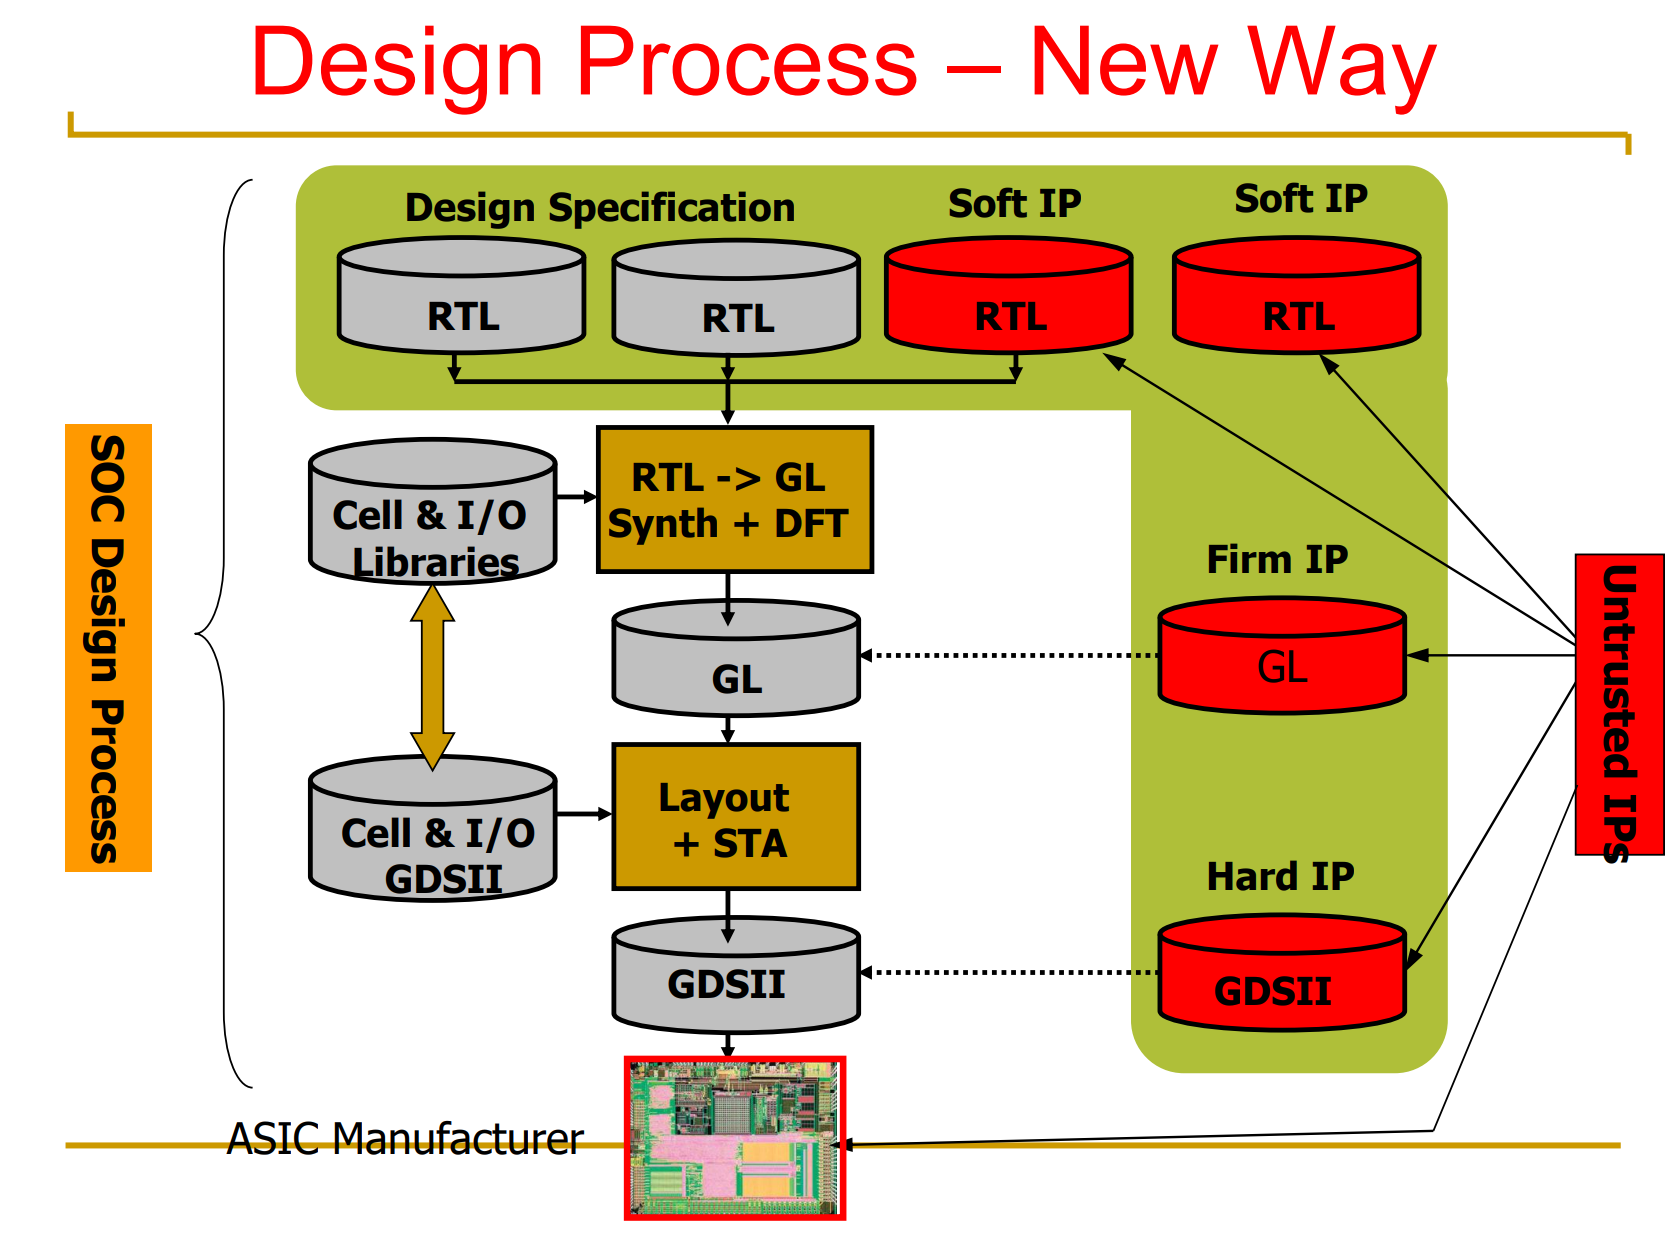 Design Process – New Way
Design Specification
Soft IP
Soft IP
RTL
RTL
RTL
RTL
SOC Design Process
Cell & I/O
Libraries
RTL -> GL
Synth + DFT
Firm IP
GL
GL
Untrusted IPs
Cell & I/O
GDSII
Layout
+ STA
Hard IP
GDSII
GDSII
ASIC Manufacturer